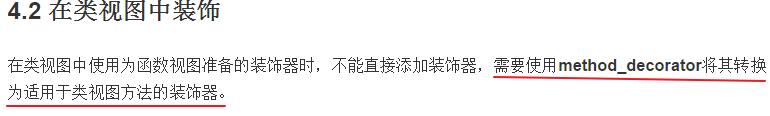 4.2 在类视图中装饰
在类视图中使用为函数视图准备的装饰器时，不能直接添加装饰器，需要使用method_decorator将其转换
为适用于类视图方法的装饰器。